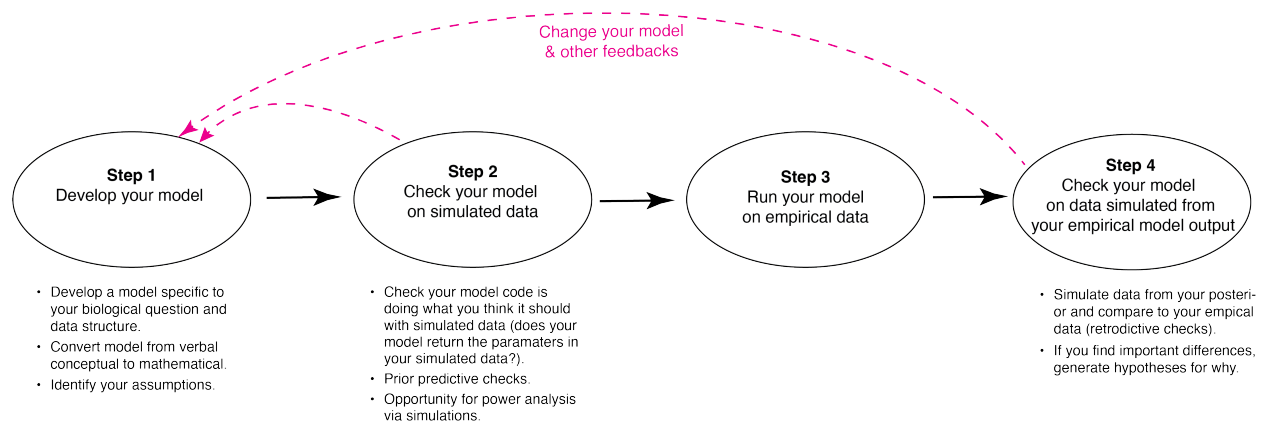 Change your model
& other feedbacks
Step 1
Develop your model
Step 2
Check your model
on simulated data
Step 3
Run your model
on empirical data
Step 4
Check your model
on data simulated from
your empirical model output
• Develop a model specific to
your biological question and
data structure.
• Convert model from verbal
conceptual to mathematical.
• Identify your assumptions.
• Check your model code is
doing what you think it should
with simulated data (does your
model return the paramaters in
your simulated data?).
• Prior predictive checks.
• Opportunity for power analysis
via simulations.
• Simulate data from your posteri-
or and compare to your empical
data (retrodictive checks).
• If you find important differences,
generate hypotheses for why.